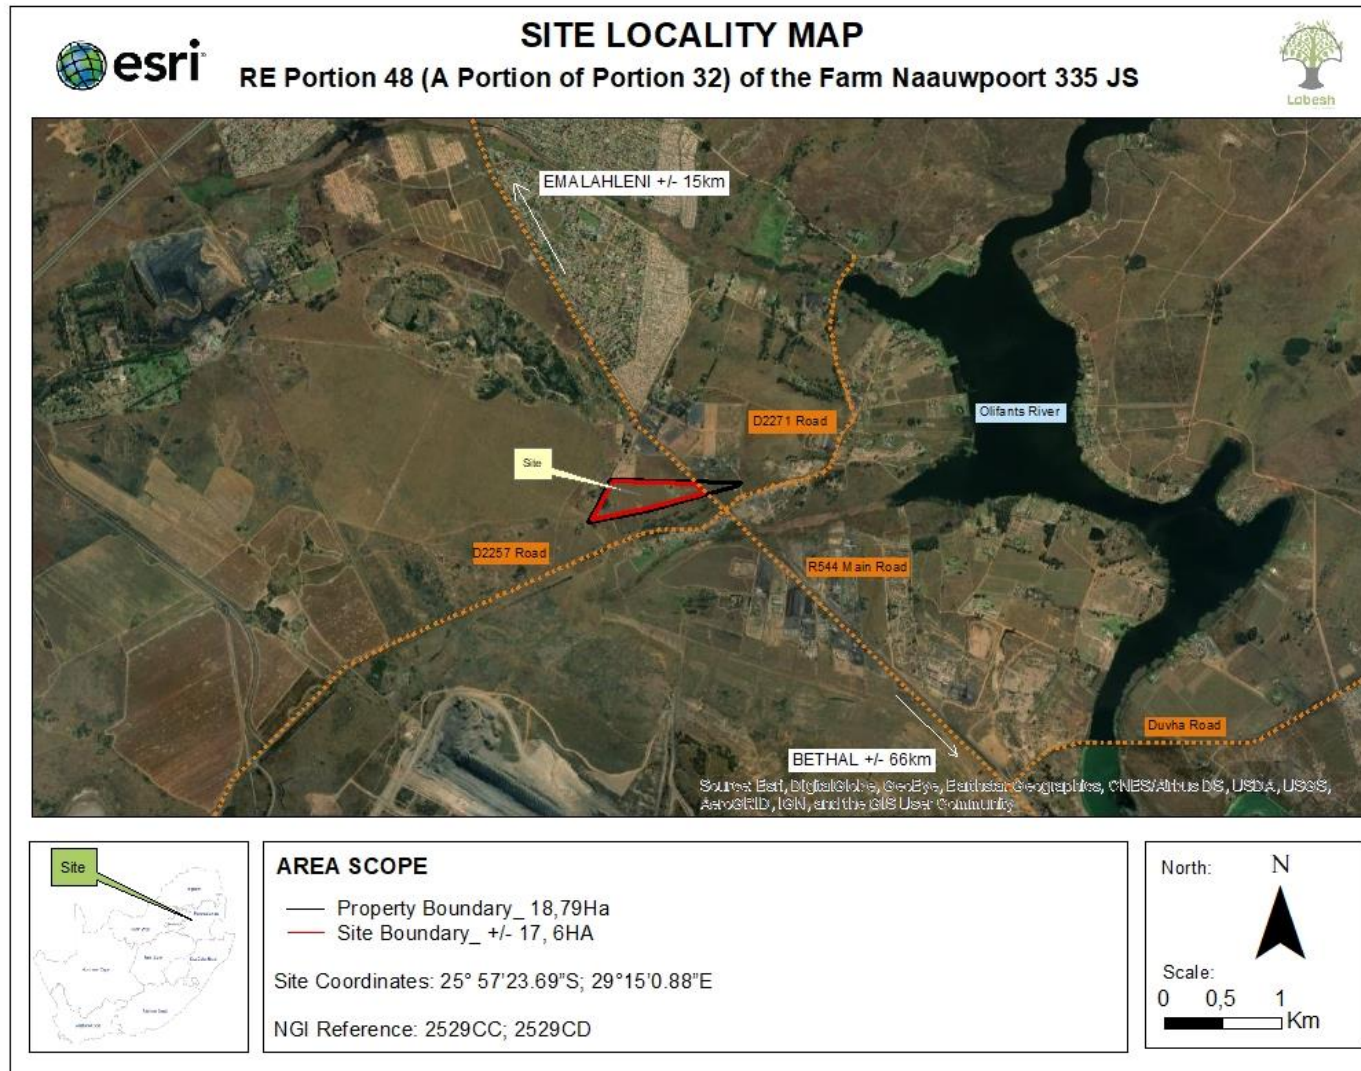 SITE LOCALITY MAP
esri
RE Portion 48 (A Portion of Portion 32) of the Farm Naauwpoort 335 JS
Lobesh
EMALAHLENI +/- 15km
D2271 Road
Olifants River
Site
D2257 Road
R544 Main Road
Duvha Road
BETHAL +/- 66km
Source: Esri, DigitalGlobe, GeoEye, Earthstar Geographics, CNES/Airbus DS, USDA, USGS,
AeroGRID, IGN, and the GIS User Community
Site
AREA SCOPE
Property Boundary_ 18,79Ha
Site Boundary_ +/- 17, 6HA
Site Coordinates: 25° 57'23.69"S; 29°15'0.88"E
NGI Reference: 2529CC; 2529CD
North:
N
Scale:
0 0,5 1
Km